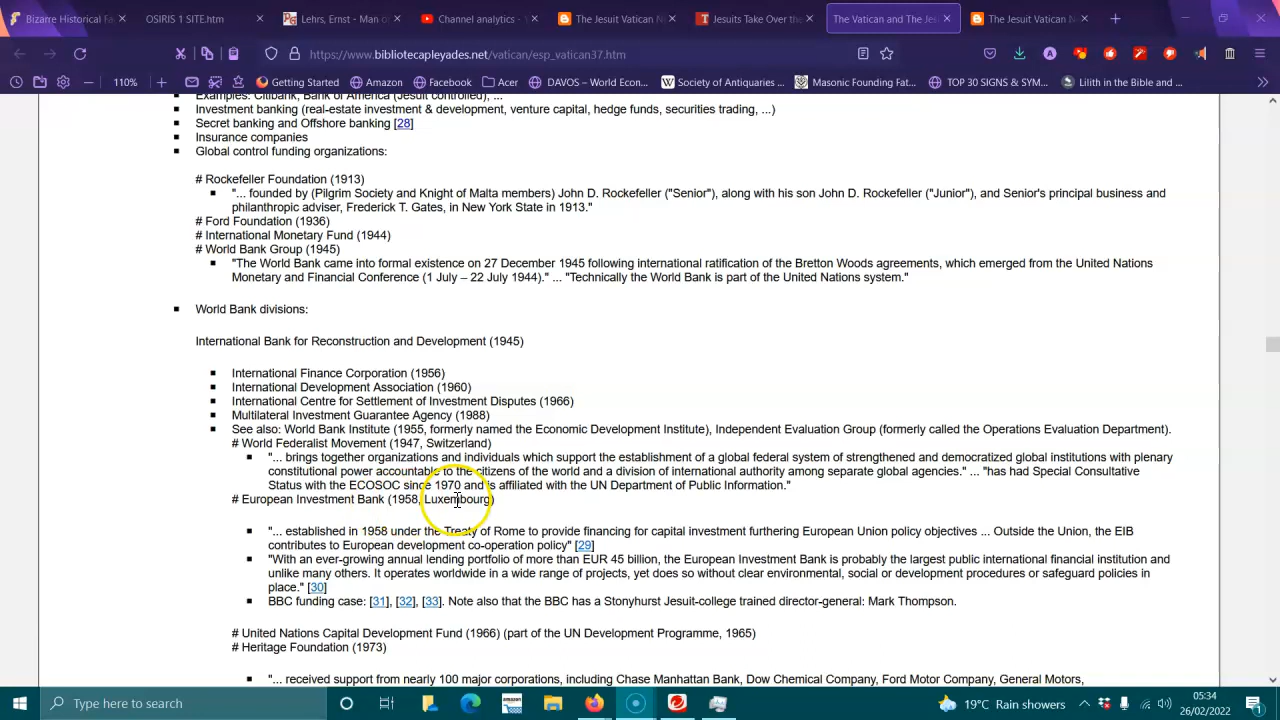 Bizarre Historical Fa
OSIRIS 1 SITE.htm
Lehrs, Ernst - Man o
Channel analytics -
The Jesuit Vatican N
Jesuits Take Over the
The Vatican and The Je
The Jesuit Vatican N
https://www.bibliotecapleyades.net/vatican/esp_vatican37.htm
110%
Getting Started
Amazon
Facebook
Acer
DAVOS – World Econ...
Society of Antiquaries ...
Masonic Founding Fat...
TOP 30 SIGNS & SYM...
Lilith in the Bible and ...
Examples: Citibank, Bank of America (Jesuit controlled), ...
Investment banking (real-estate investment & development, venture capital, hedge funds, securities trading, ...)
Secret banking and Offshore banking [28]
Insurance companies
Global control funding organizations:
# Rockefeller Foundation (1913)
"... founded by (Pilgrim Society and Knight of Malta members) John D. Rockefeller ("Senior"), along with his son John D. Rockefeller ("Junior"), and Senior's principal business and
philanthropic adviser, Frederick T. Gates, in New York State in 1913."
# Ford Foundation (1936)
# International Monetary Fund (1944)
# World Bank Group (1945)
"The World Bank came into formal existence on 27 December 1945 following international ratification of the Bretton Woods agreements, which emerged from the United Nations
Monetary and Financial Conference (1 July – 22 July 1944)." ... "Technically the World Bank is part of the United Nations system."
World Bank divisions:
International Bank for Reconstruction and Development (1945)
International Finance Corporation (1956)
International Development Association (1960)
International Centre for Settlement of Investment Disputes (1966)
Multilateral Investment Guarantee Agency (1988)
See also: World Bank Institute (1955, formerly named the Economic Development Institute), Independent Evaluation Group (formerly called the Operations Evaluation Department).
# World Federalist Movement (1947, Switzerland)
"... brings together organizations and individuals which support the establishment of a global federal system of strengthened and democratized global institutions with plenary
constitutional power accountable to the citizens of the world and a division of international authority among separate global agencies." ... "has had Special Consultative
Status with the ECOSOC since 1970 and is affiliated with the UN Department of Public Information."
# European Investment Bank (1958, Luxembourg)
"... established in 1958 under the Treaty of Rome to provide financing for capital investment furthering European Union policy objectives ... Outside the Union, the EIB
contributes to European development co-operation policy" [29]
"With an ever-growing annual lending portfolio of more than EUR 45 billion, the European Investment Bank is probably the largest public international financial institution and
unlike many others. It operates worldwide in a wide range of projects, yet does so without clear environmental, social or development procedures or safeguard policies in
place." [30]
BBC funding case: [31], [32], [33]. Note also that the BBC has a Stonyhurst Jesuit-college trained director-general: Mark Thompson.
# United Nations Capital Development Fund (1966) (part of the UN Development Programme, 1965)
# Heritage Foundation (1973)
"... received support from nearly 100 major corporations, including Chase Manhattan Bank, Dow Chemical Company, Ford Motor Company, General Motors,
Type here to search
19°C Rain showers
05:34
26/02/2022